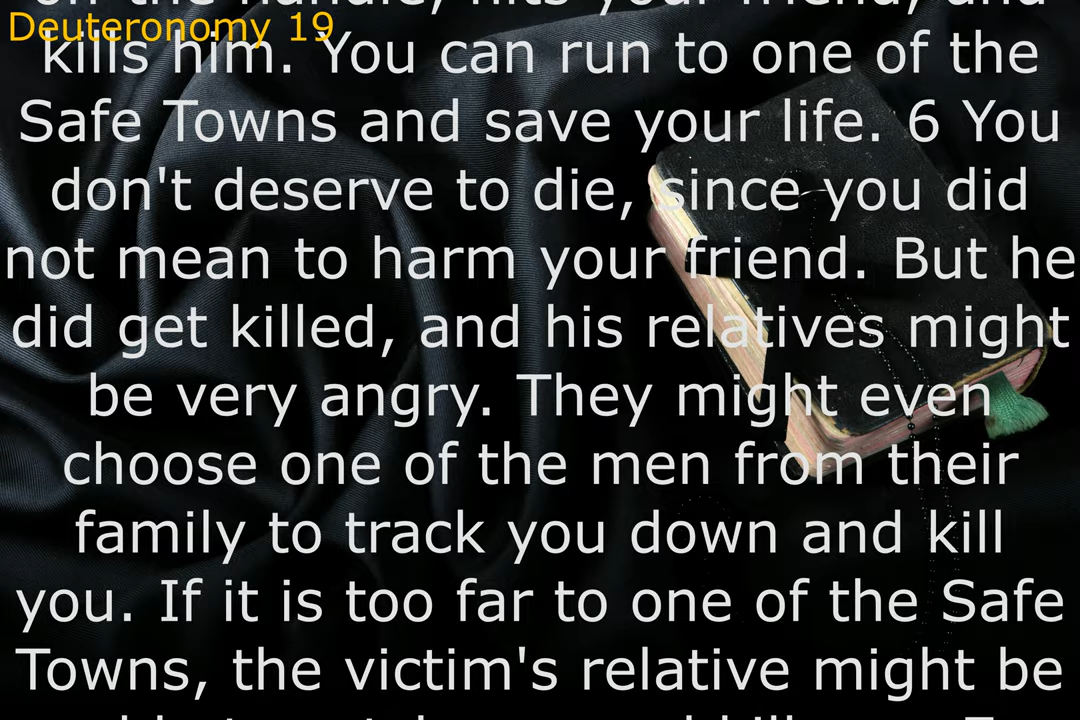 on the handle, hits your friend, and
Deuteronomy 19
kills him. You can run to one of the
Safe Towns and save your life. 6 You
don't deserve to die, since you did
not mean to harm your friend. But he
did get killed, and his relatives might
be very angry. They might even
choose one of the men from their
family to track you down and kill
you. If it is too far to one of the Safe
Towns, the victim's relative might be